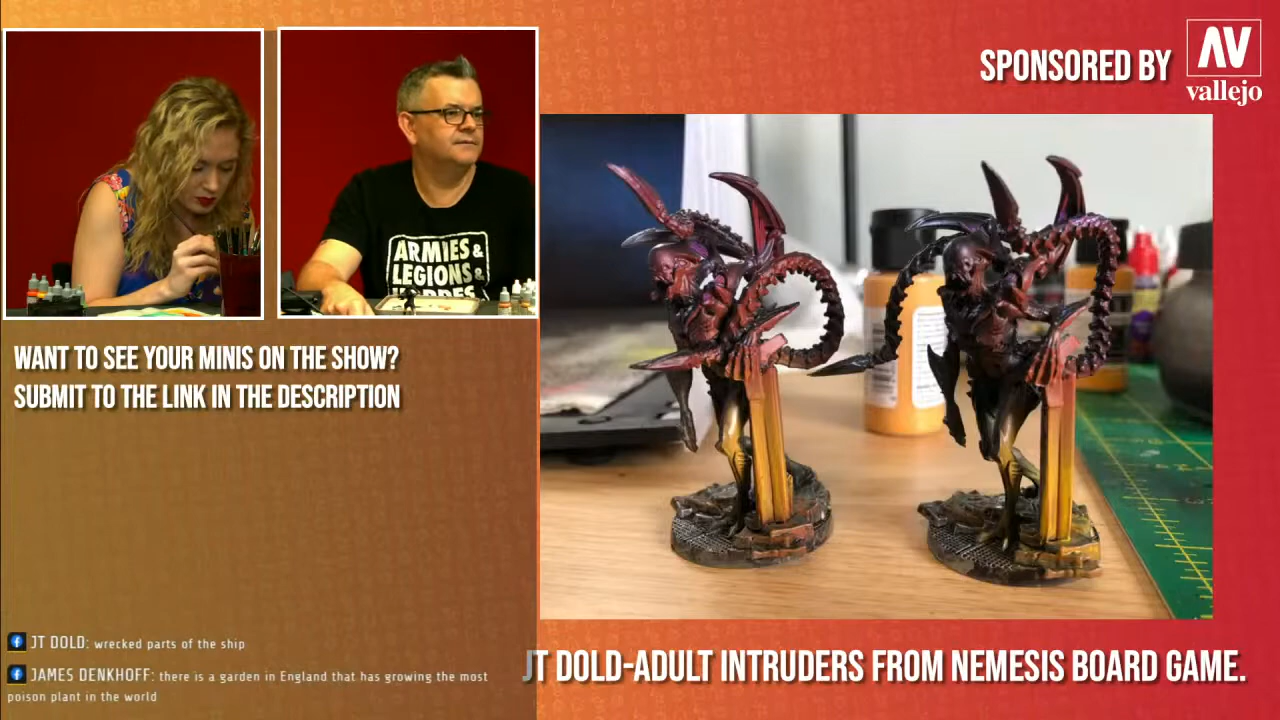 SPONSORED BY
AV
vallejo
ARMIES &
LEGIONS &
HORDES
WANT TO SEE YOUR MINIS ON THE SHOW?
SUBMIT TO THE LINK IN THE DESCRIPTION
JT DOLD: wrecked parts of the ship
JAMES DENKHOFF: there is a garden in England that has growing the most
poison plant in the world
JT DOLD-ADULT INTRUDERS FROM NEMESIS BOARD GAME.